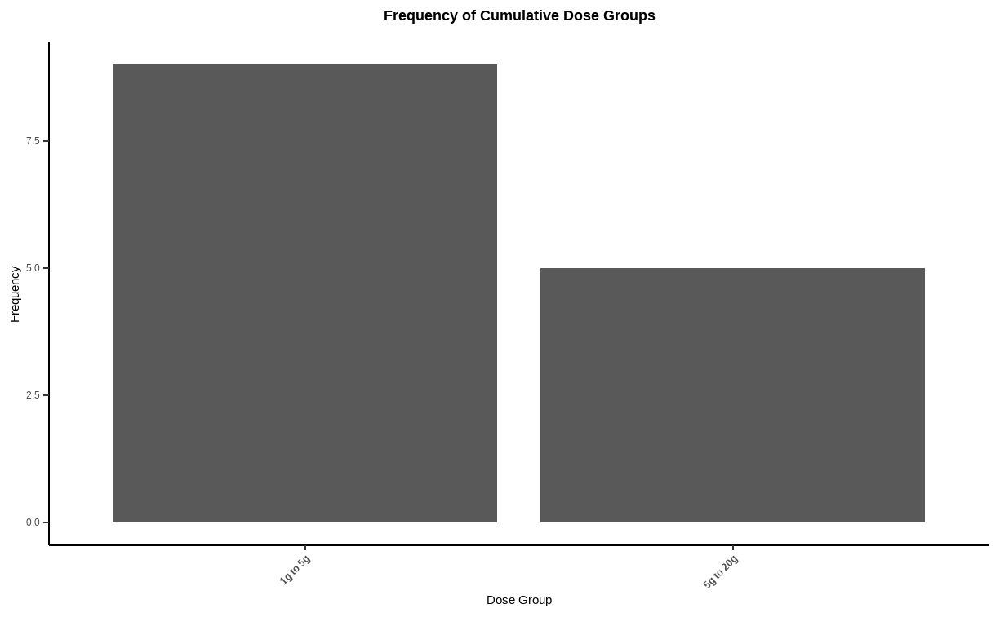 Frequency of Cumulative Dose Groups
Frequency
7.5
5.0
2.5
0.0
1g to 5g
5g to 20g
Dose Group